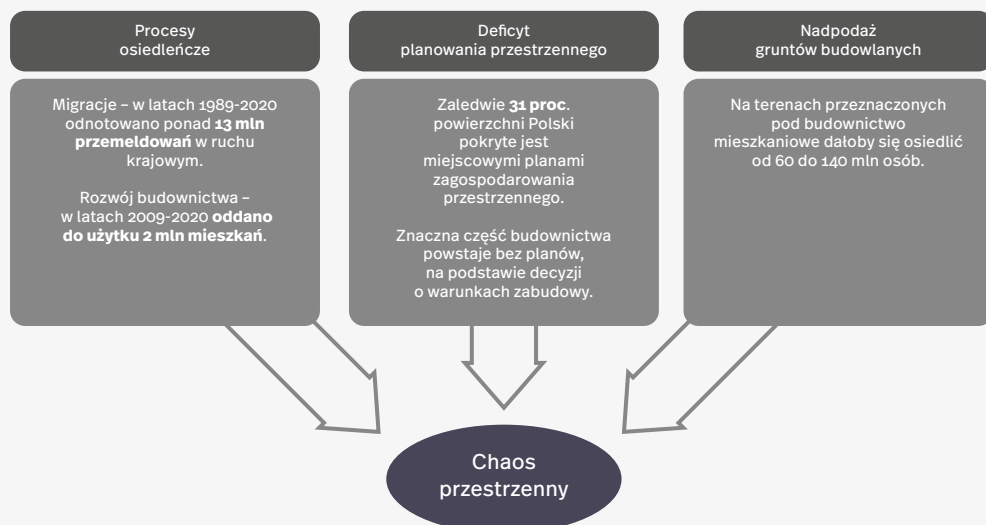 Procesy
osiedleńcze
Migracje – w latach 1989-2020
odnotowano ponad 13 mln
przemeldowań w ruchu
krajowym.
Rozwój budownictwa –
w latach 2009-2020 oddano
do użytku 2 mln mieszkań.
Deficyt
planowania przestrzennego
Zaledwie 31 proc.
powierzchni Polski
pokryte jest
miejscowymi planami
zagospodarowania
przestrzennego.
Znaczna część budownictwa
powstaje bez planów,
na podstawie decyzji
o warunkach zabudowy.
Nadpodaż
gruntów budowlanych
Na terenach przeznaczonych
pod budownictwo
mieszkaniowe dałoby się osiedlić
od 60 do 140 mln osób.
Chaos
przestrzenny